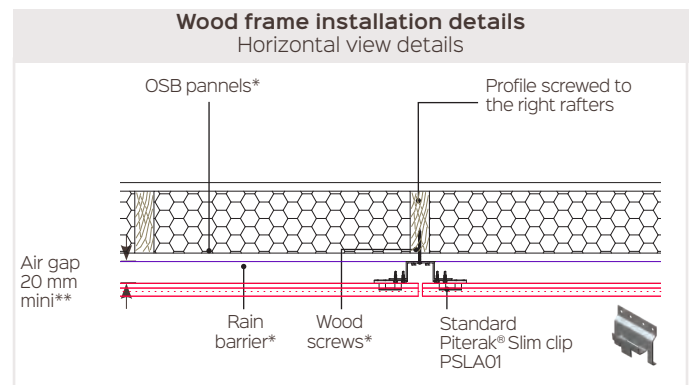 Wood frame installation details
Horizontal view details
OSB pannels*
Profile screwed to
the right rafters
Air gap
20 mm
mini**
Rain
barrier*
Wood
screws*
Standard
Piterak® Slim clip
PSLA01